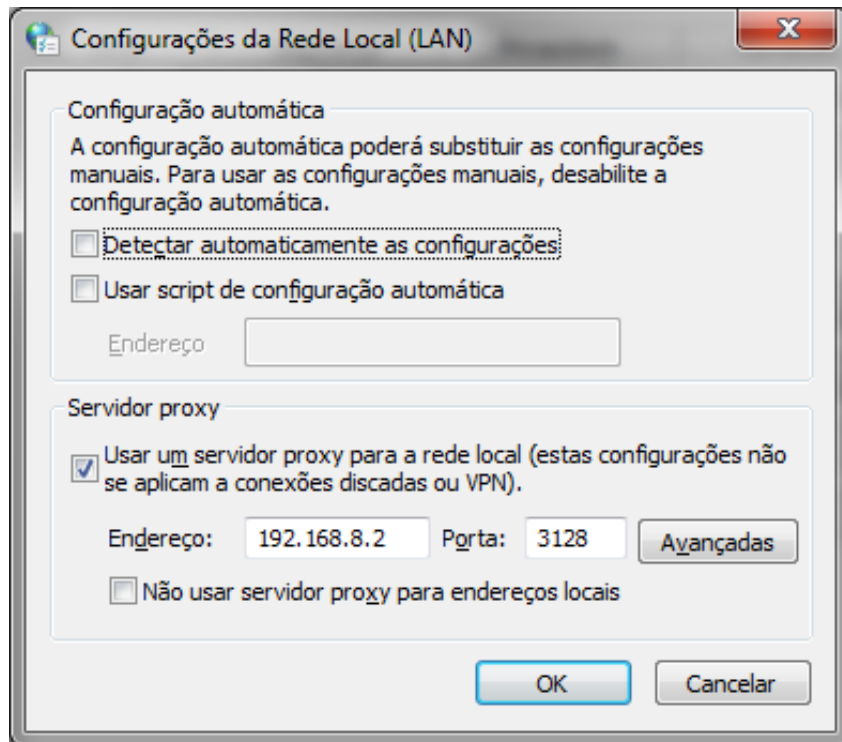 Configurações da Rede Local (LAN)
Configuração automática
A configuração automática poderá substituir as configurações
manuais. Para usar as configurações manuais, desabilite a
configuração automática.
Detectar automaticamente as configurações
Usar script de configuração automática
Endereço
Servidor proxy
Usar um servidor proxy para a rede local (estas configurações não
se aplicam a conexões discadas ou VPN).
Endereço: 192.168.8.2 Porta: 3128 Avançadas
Não usar servidor proxy para endereços locais
OK Cancelar